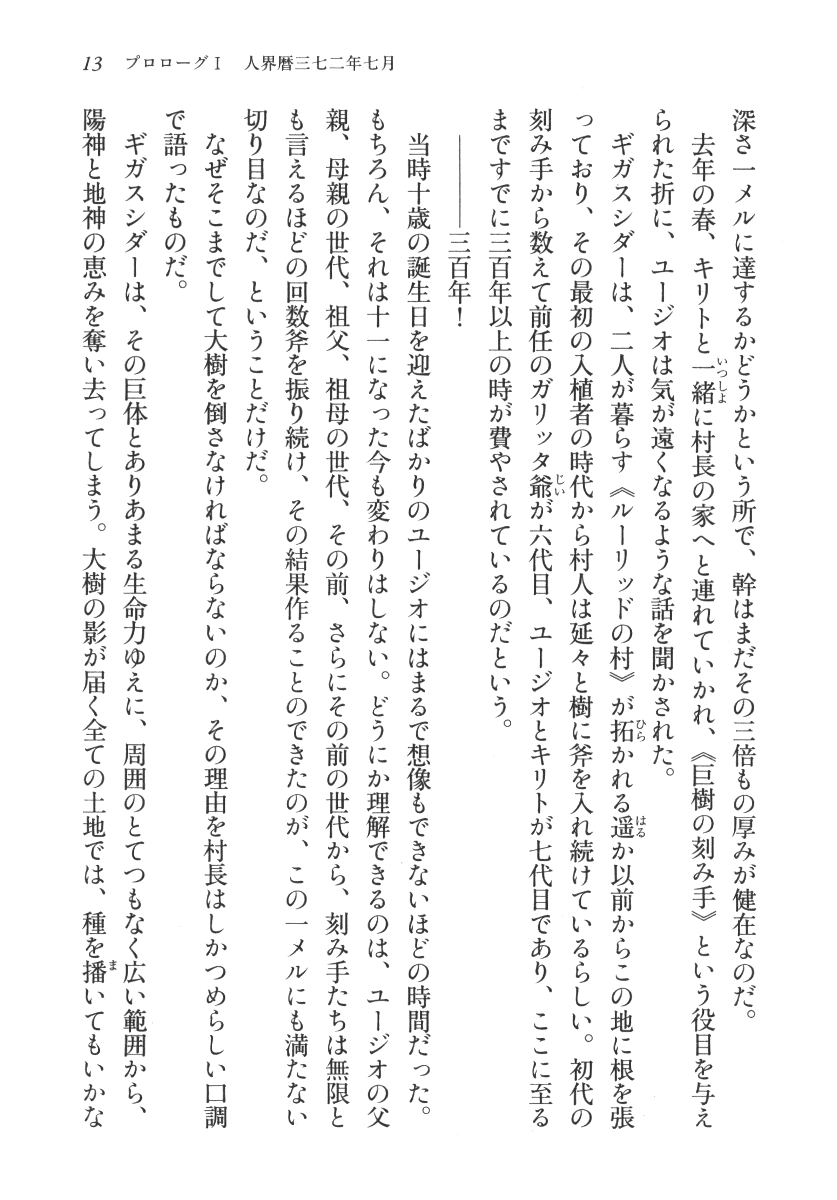 13 プロローグⅠ 人界暦三七二年七月
深さ一メルに達するかどうかという所で、幹はまだその三倍もの厚みが健在なのだ。
　去年の春、キリトと一緒に村長の家へと連れていかれ、《巨樹の刻み手》という役目を与え
いつしよ
られた折に、ユージオは気が遠くなるような話を聞かされた。
　ギガスシダーは、二人が暮らす《ルーリッドの村》が拓かれる遥か以前からこの地に根を張
ひら
はる
っており、その最初の入植者の時代から村人は延々と樹に斧を入れ続けているらしい。初代の
刻み手から数えて前任のガリッタ爺が六代目、ユージオとキリトが七代目であり、ここに至る
じい
まですでに三百年以上の時が費やされているのだという。
　――三百年！
　当時十歳の誕生日を迎えたばかりのユージオにはまるで想像もできないほどの時間だった。
もちろん、それは十一になった今も変わりはしない。どうにか理解できるのは、ユージオの父
親、母親の世代、祖父、祖母の世代、その前、さらにその前の世代から、刻み手たちは無限と
も言えるほどの回数斧を振り続け、その結果作ることのできたのが、この一メルにも満たない
切り目なのだ、ということだけだ。
　なぜそこまでして大樹を倒さなければならないのか、その理由を村長はしかつめらしい口調
で語ったものだ。
　ギガスシダーは、その巨体とありあまる生命力ゆえに、周囲のとてつもなく広い範囲から、
陽神と地神の恵みを奪い去ってしまう。大樹の影が届く全ての土地では、種を播いてもいかな
ま